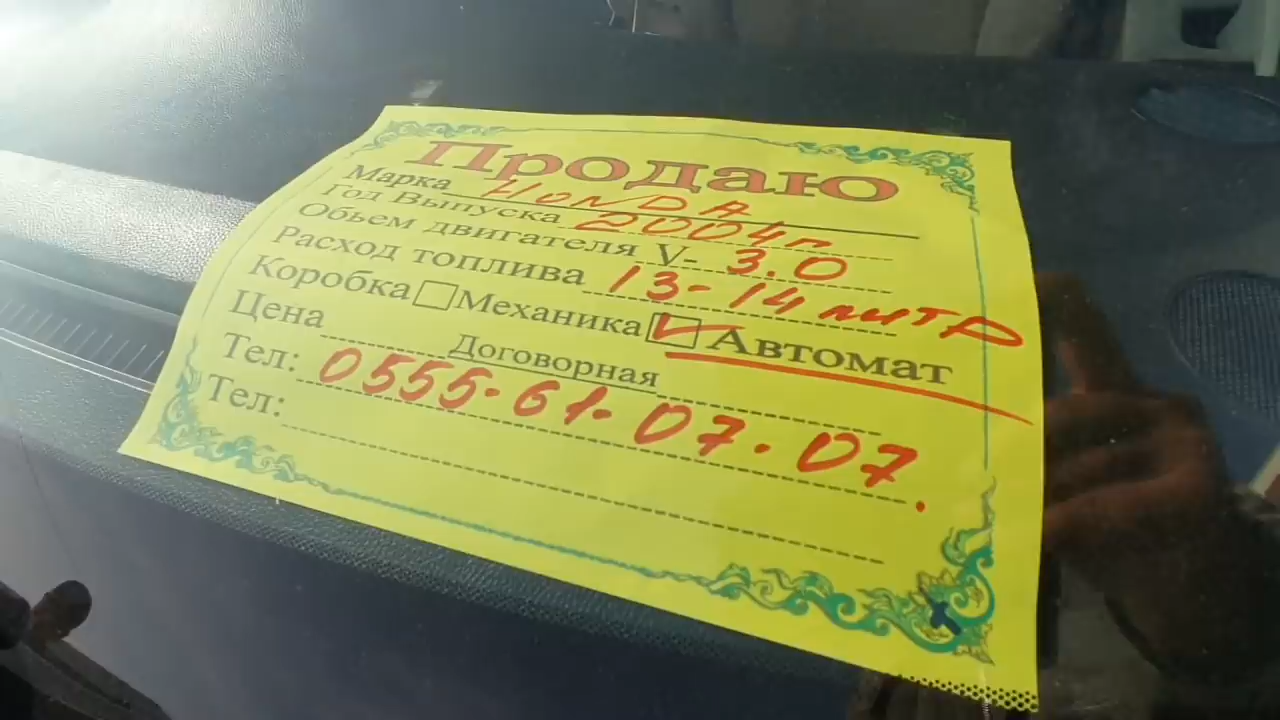 Продаю
Марка HONDA
Год Выпуска 2004г
Обьем двигателя V- 3.0
Расход топлива 13-14 литр
Коробка Механика Автомат
Цена Договорная
Тел: 0555-61-07-07.
Тел: